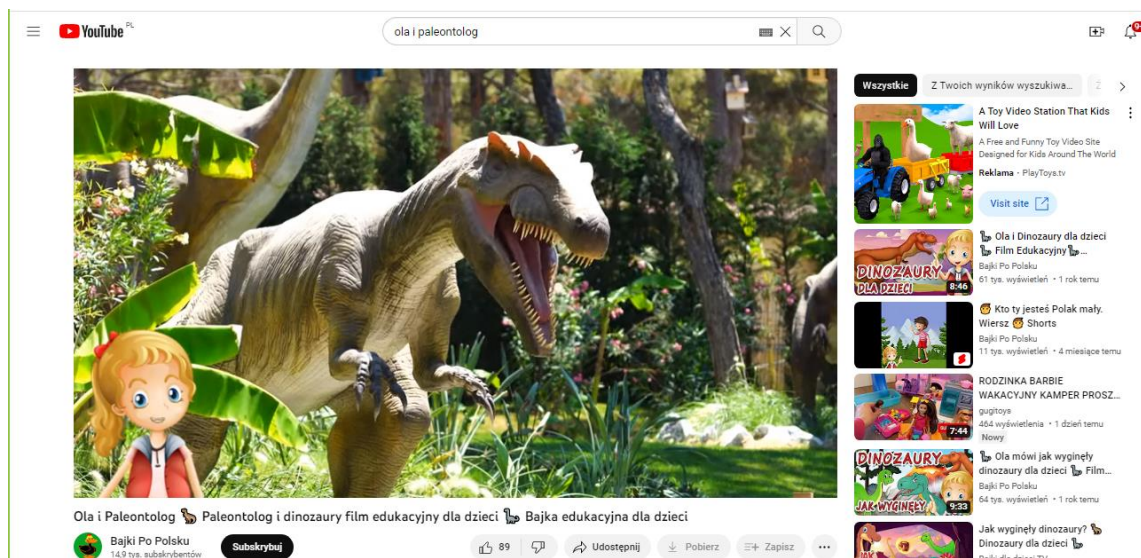 YouTube PL
ola i paleontolog
9+
Wszystkie
Z Twoich wyników wyszukiwa...
Ola i Paleontolog Paleontolog i dinozaury film edukacyjny dla dzieci Bajka edukacyjna dla dzieci
Bajki Po Polsku
14,9 tys. subskrybentów
Subskrybuj
89
Udostępnij
Pobierz
Zapisz
A Toy Video Station That Kids
Will Love
A Free and Funny Toy Video Site
Designed for Kids Around The World
Reklama · PlayToys.tv
Visit site
DINOZAURY
DLA DZIECI
8:46
Ola i Dinozaury dla dzieci
Film Edukacyjny...
Bajki Po Polsku
61 tys. wyświetleń · 1 rok temu
Kto ty jesteś Polak mały.
Wiersz Shorts
Bajki Po Polsku
11 tys. wyświetleń · 4 miesiące temu
7:44
RODZINKA BARBIE
WAKACYJNY KAMPER PROSZ...
gugitoys
464 wyświetlenia · 1 dzień temu
Nowy
DINOZAURY
JAK WYGINĘŁY
9:33
Ola mówi jak wyginęły
dinozaury dla dzieci Film...
Bajki Po Polsku
64 tys. wyświetleń · 1 rok temu
Jak wyginęły dinozaury?
Dinozaury dla dzieci